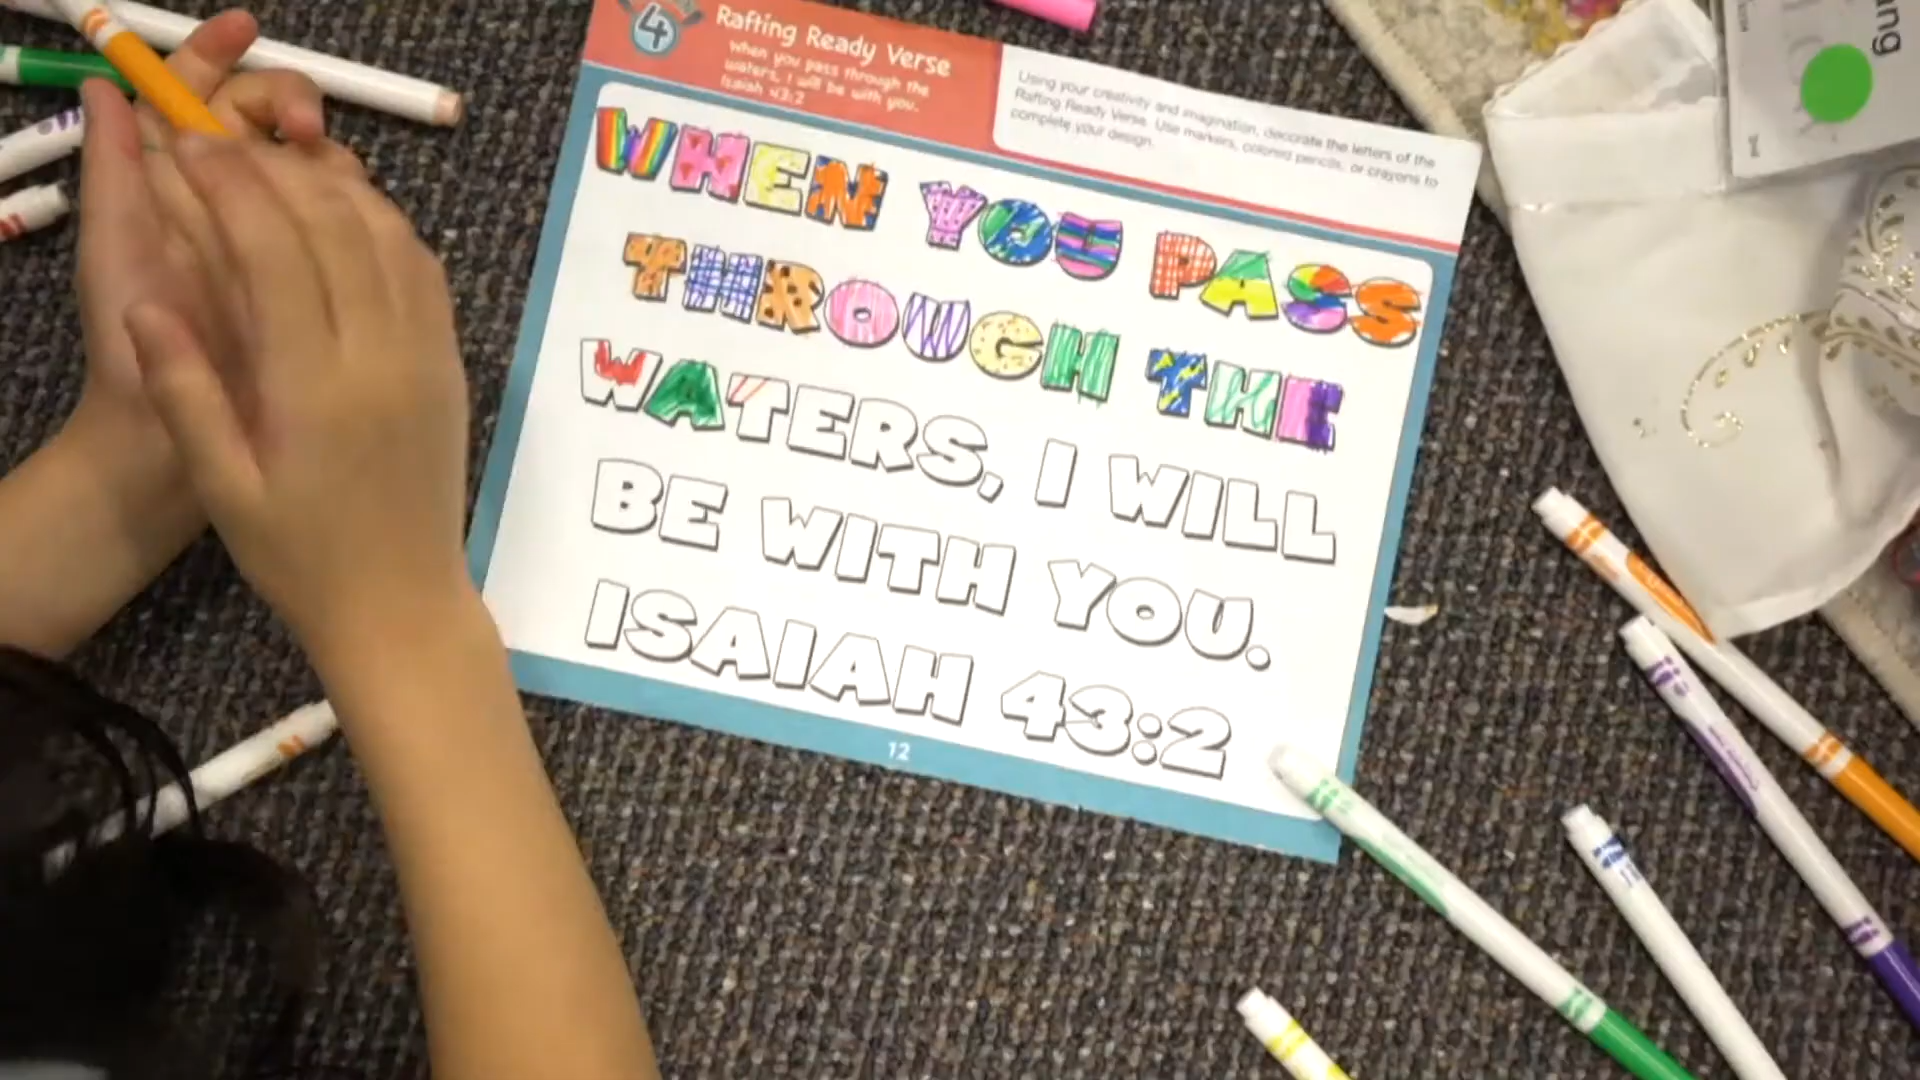 4
Rafting Ready Verse
When you pass through the
waters, I will be with you.
Isaiah 43:2
Using your creativity and imagination, decorate the letters of the
Rafting Ready Verse. Use markers, colored pencils, or crayons to
complete your design.
WHEN YOU PASS
THROUGH THE
WATERS, I WILL
BE WITH YOU.
ISAIAH 43:2
12
ang